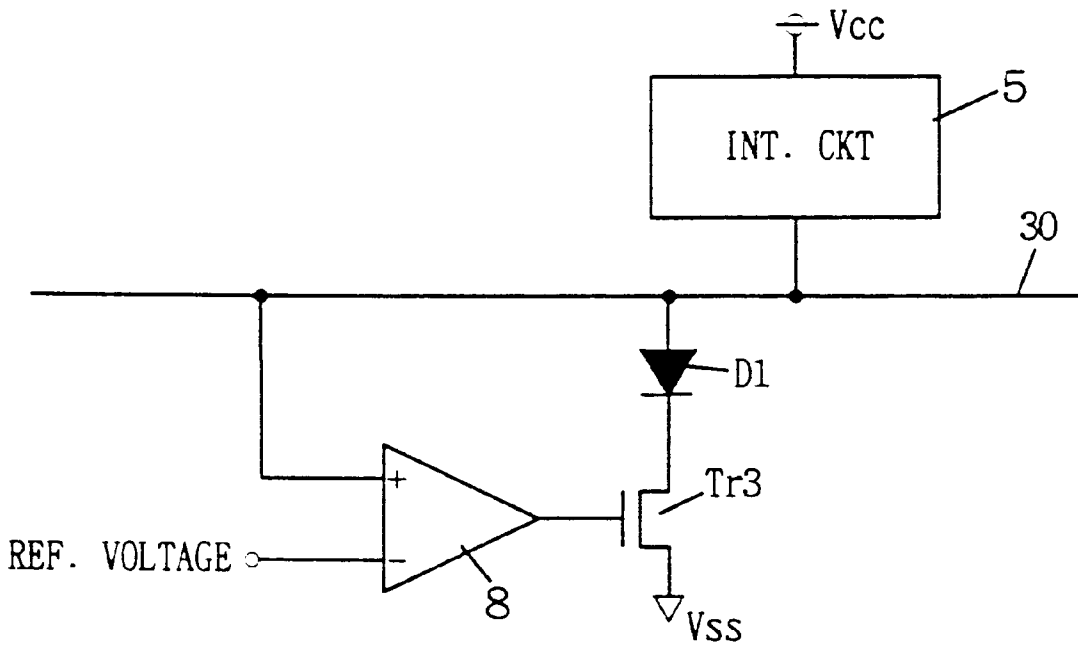 Vcc
5
INT. CKT
30
D1
Tr3
+
REF. VOLTAGE
−
8
Vss